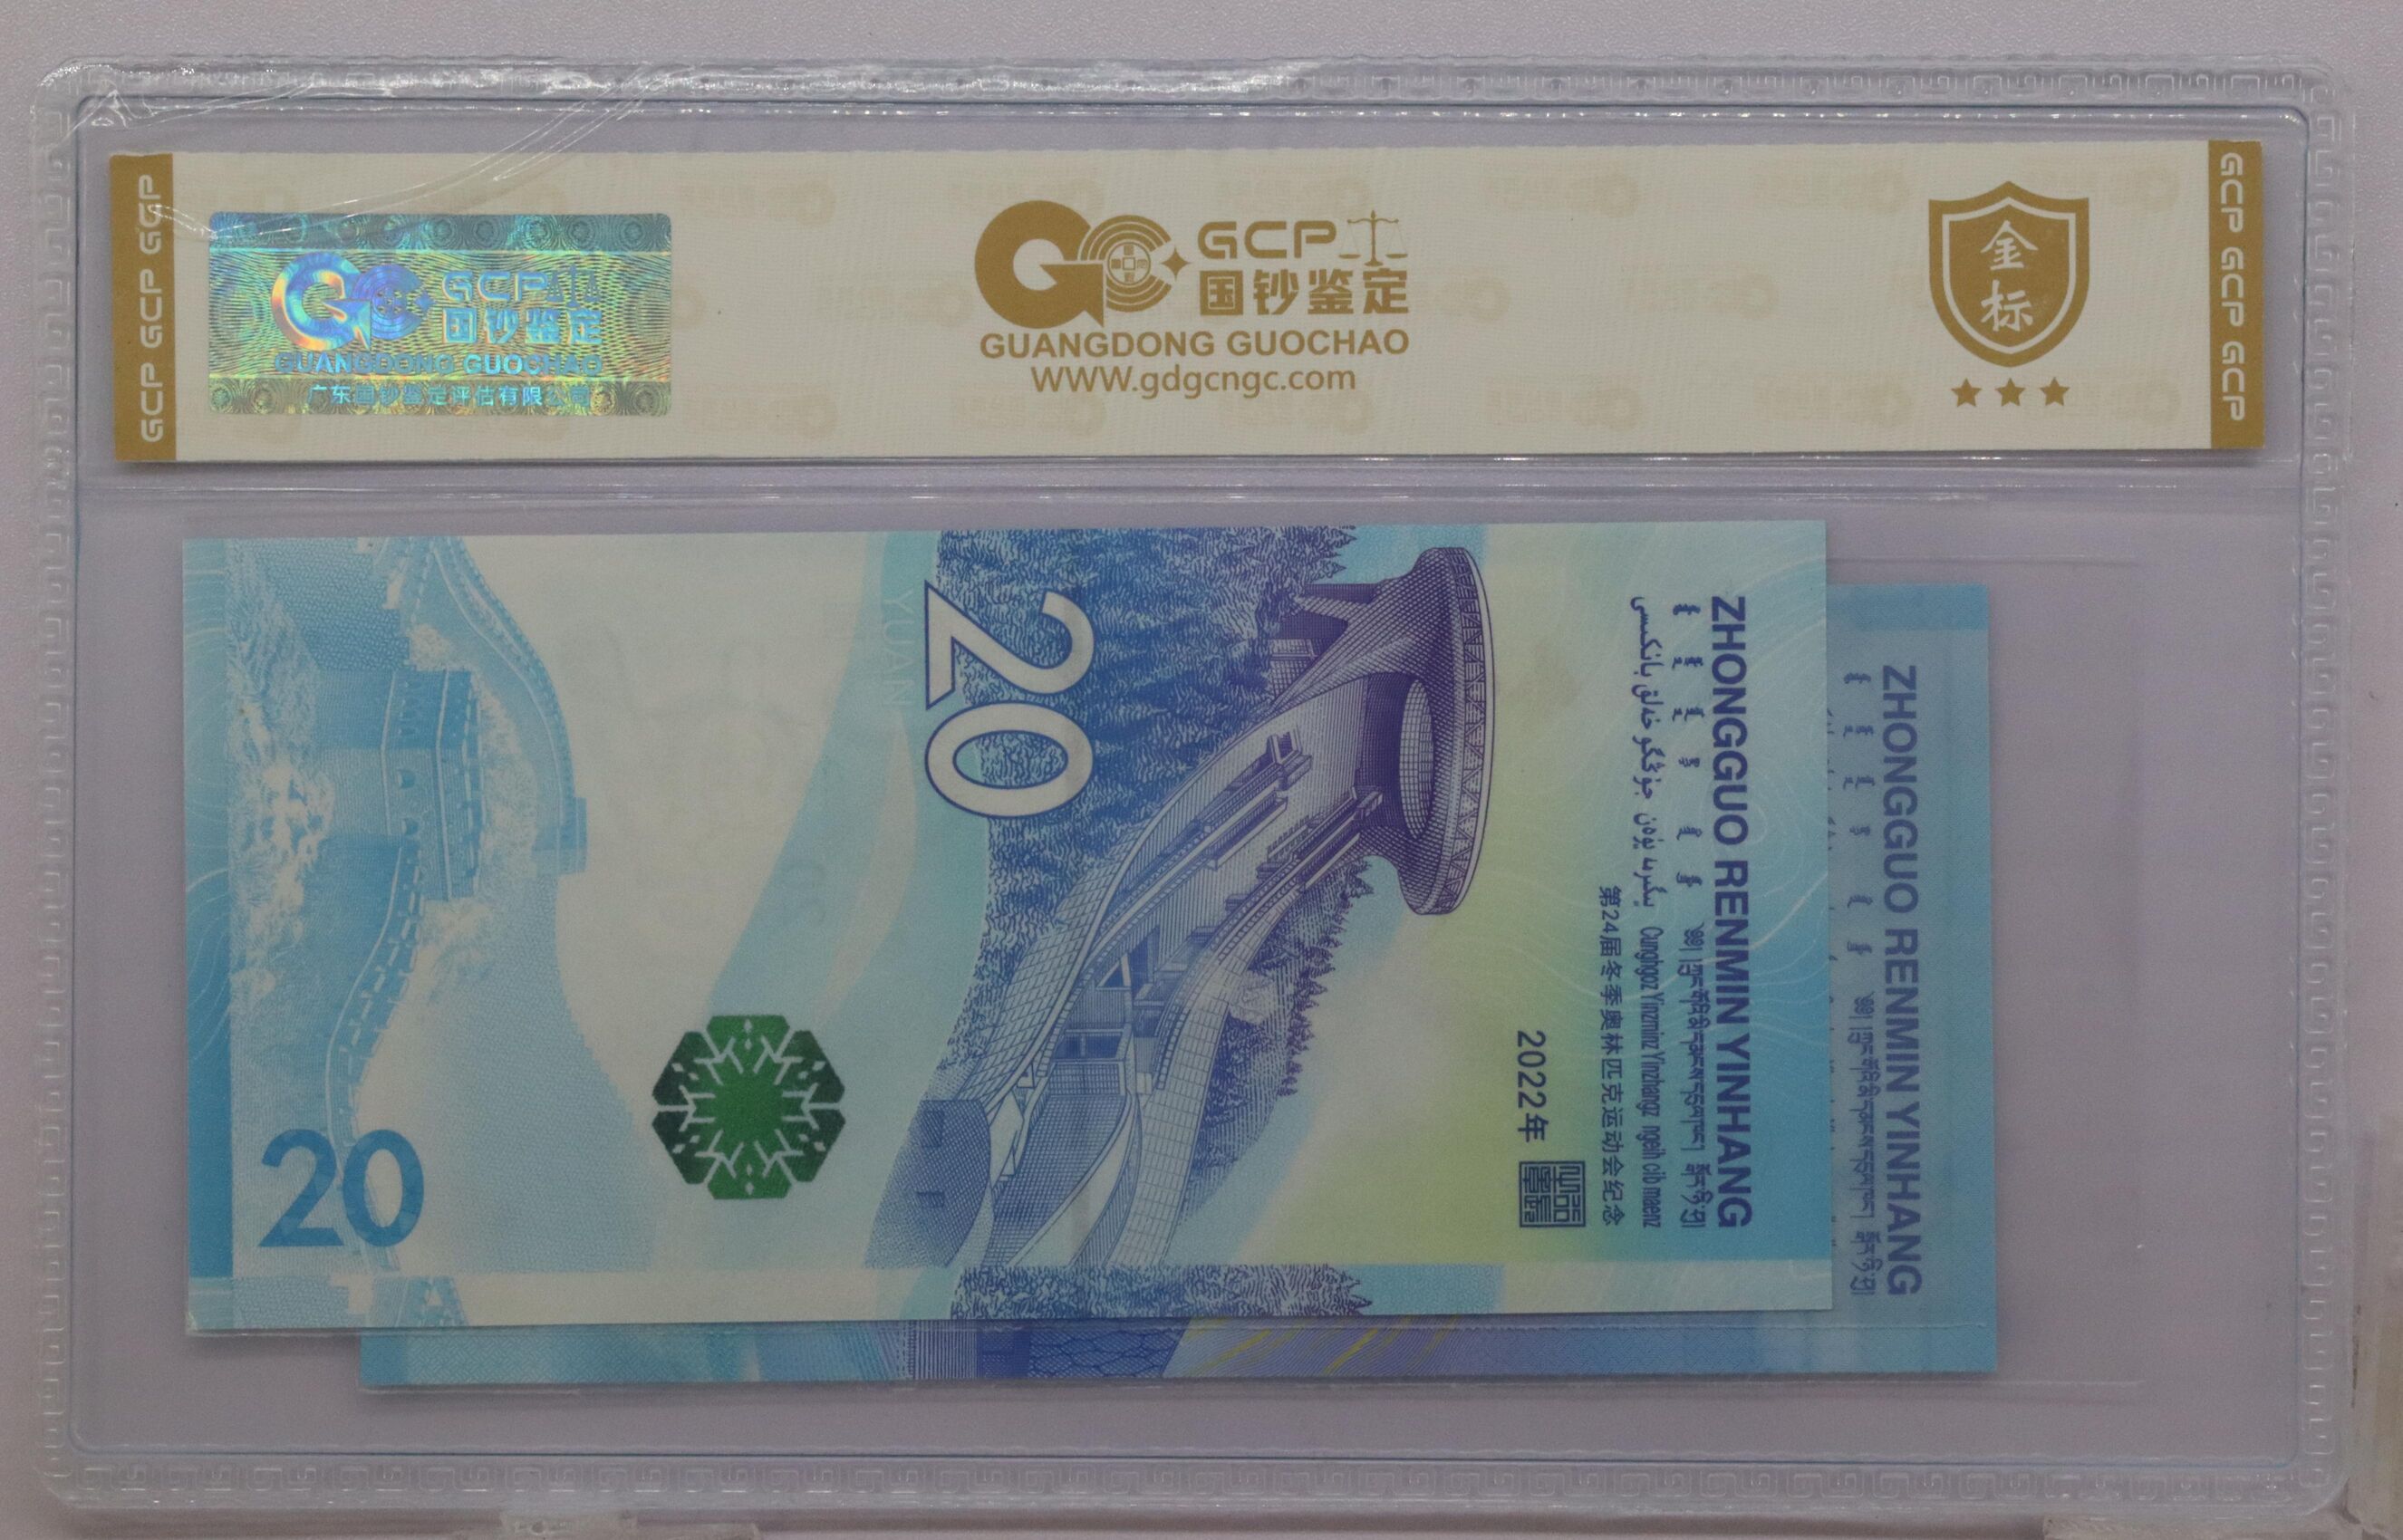 GCP GCP GCP
GCP
国钞鉴定
GUANGDONG GUOCHAO
广东国钞鉴定评估有限公司
GCP
国钞鉴定
GUANGDONG GUOCHAO
WWW.gdgcngc.com
金
标
GCP GCP GCP
ZHONGGUO RENMIN YINHANG
Cunghgoz Yinzminz Yinzhangz ngeih cib maenz
第24届冬季奥林匹克运动会纪念
2022年
20
YUAN
20
ZHONGGUO RENMIN YINHANG